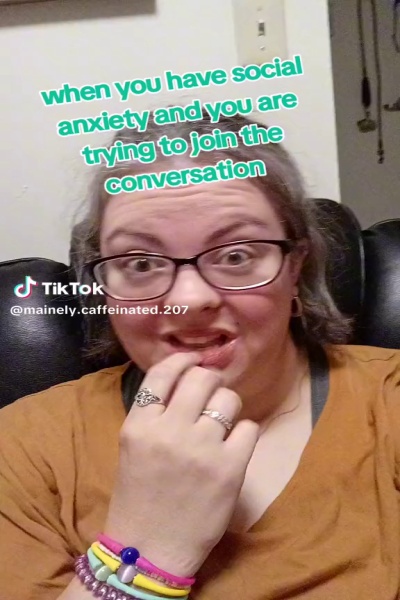 when you have social
anxiety and you are
trying to join the
conversation
TikTok
@mainely.caffeinated.207